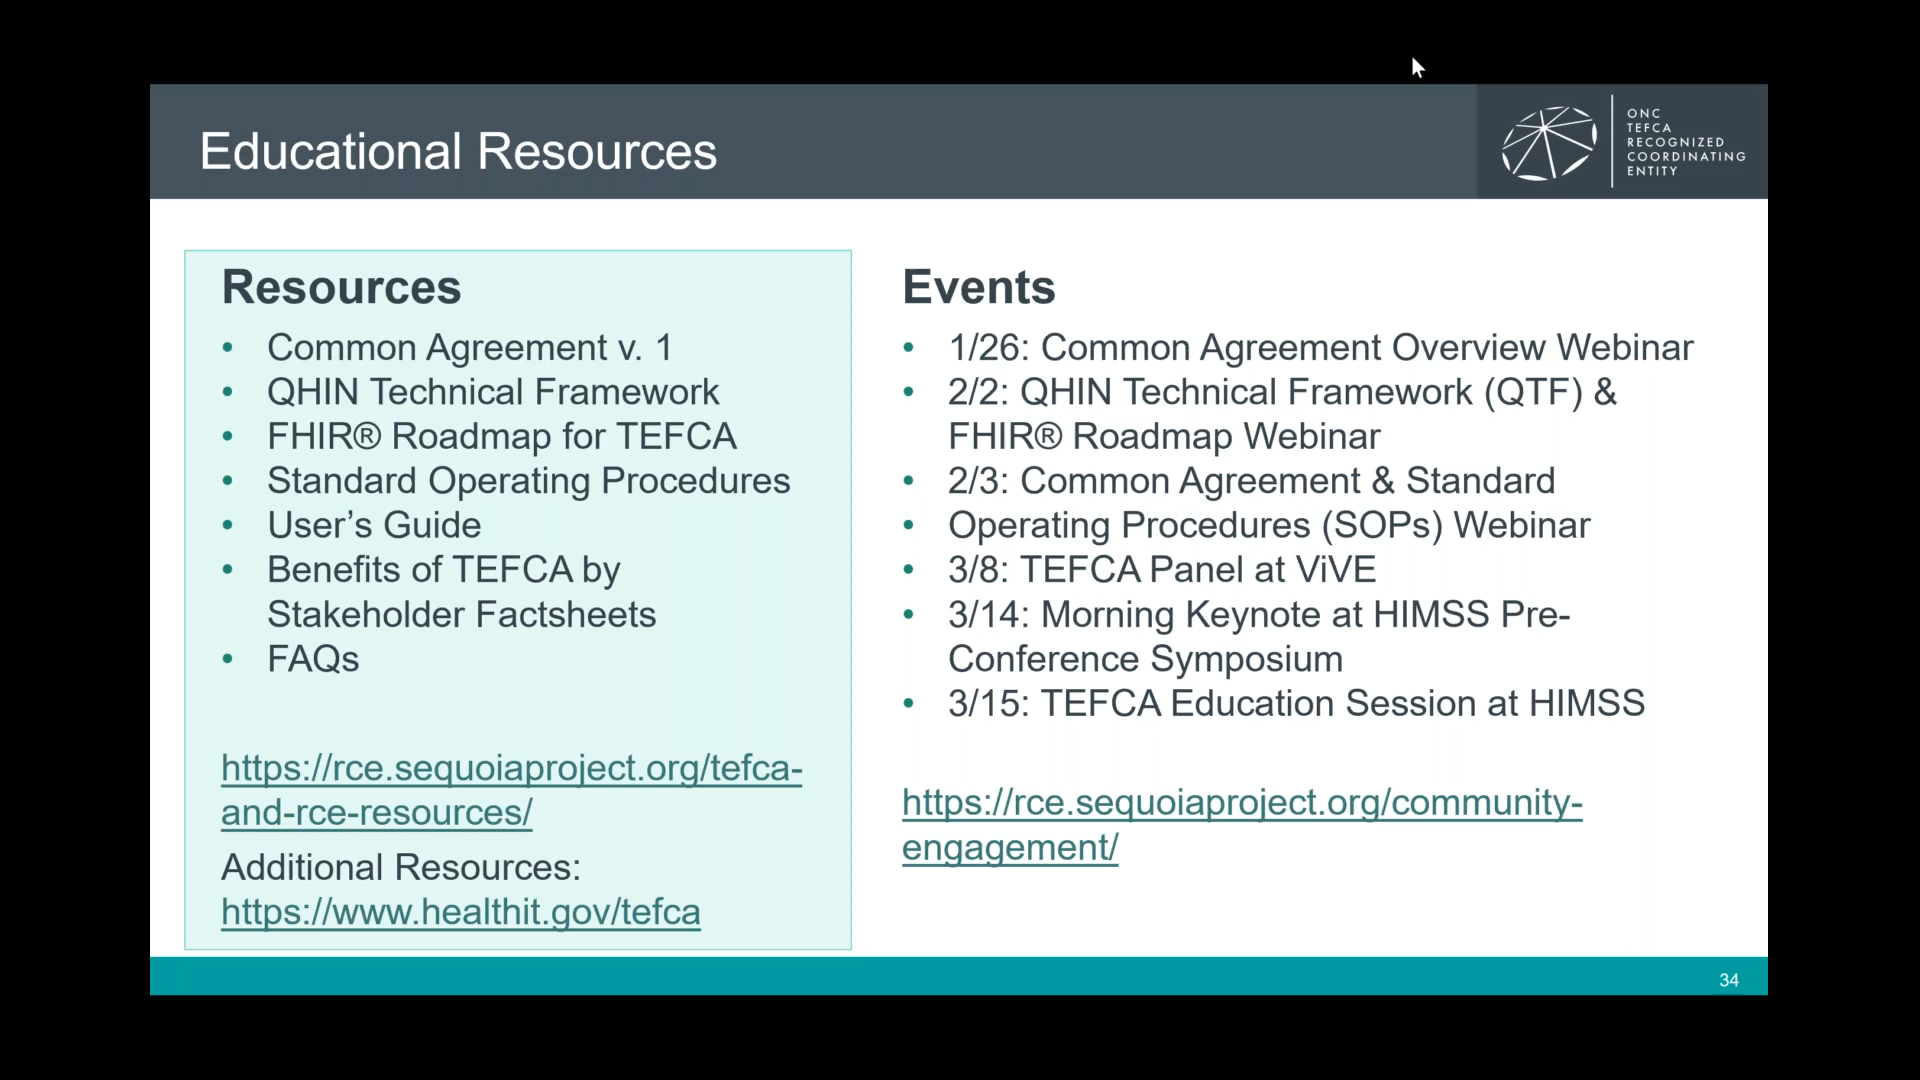 Educational Resources
ONC
TEFCA
RECOGNIZED
COORDINATING
ENTITY
Resources
• Common Agreement v. 1
• QHIN Technical Framework
• FHIR® Roadmap for TEFCA
• Standard Operating Procedures
• User’s Guide
• Benefits of TEFCA by
Stakeholder Factsheets
• FAQs
https://rce.sequoiaproject.org/tefca-
and-rce-resources/
Additional Resources:
https://www.healthit.gov/tefca
Events
• 1/26: Common Agreement Overview Webinar
• 2/2: QHIN Technical Framework (QTF) &
FHIR® Roadmap Webinar
• 2/3: Common Agreement & Standard
• Operating Procedures (SOPs) Webinar
• 3/8: TEFCA Panel at ViVE
• 3/14: Morning Keynote at HIMSS Pre-
Conference Symposium
• 3/15: TEFCA Education Session at HIMSS
https://rce.sequoiaproject.org/community-
engagement/
34